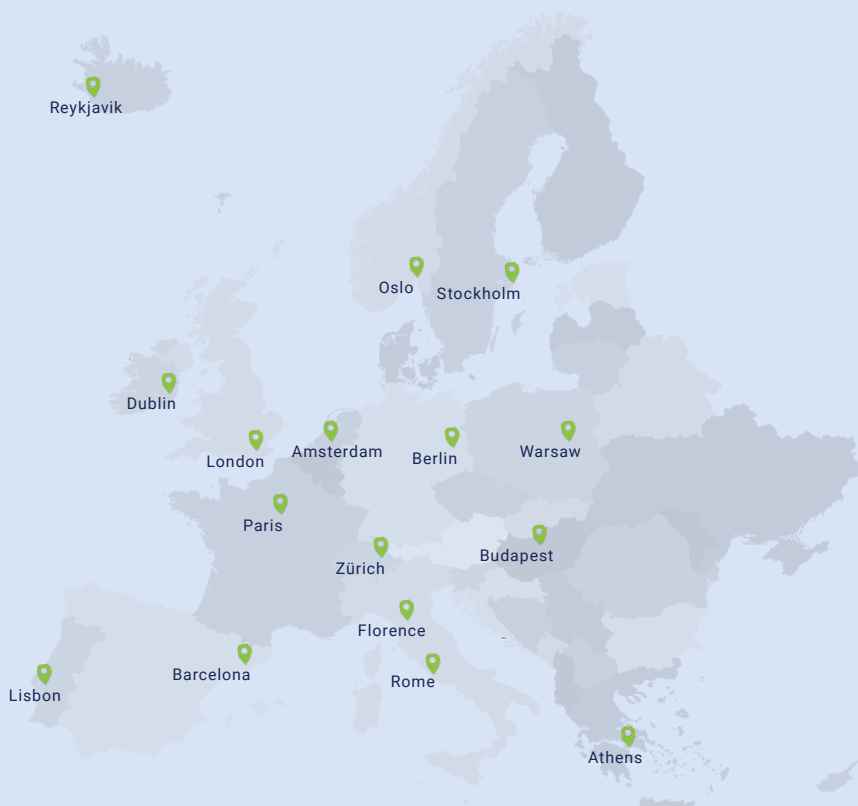 Reykjavik
Oslo
Stockholm
Dublin
London
Amsterdam
Berlin
Warsaw
Paris
Zürich
Budapest
Florence
Barcelona
Rome
Lisbon
Athens